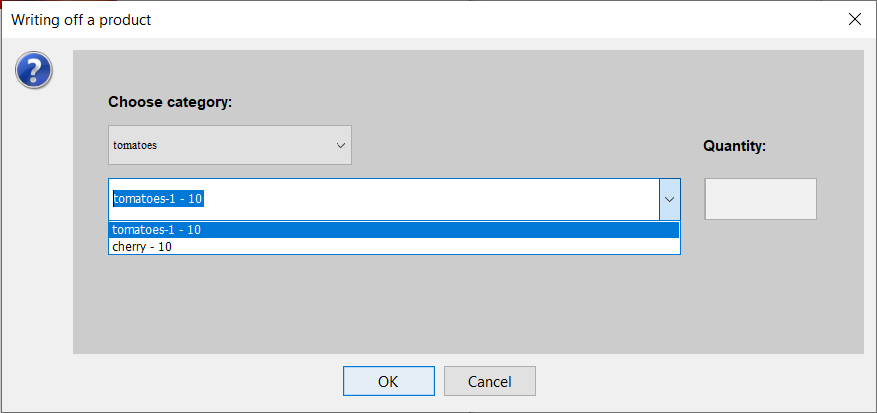 Writing off a product
?
Choose category:
tomatoes
Quantity:
tomatoes-1 - 10
tomatoes-1 - 10
cherry - 10
OK
Cancel